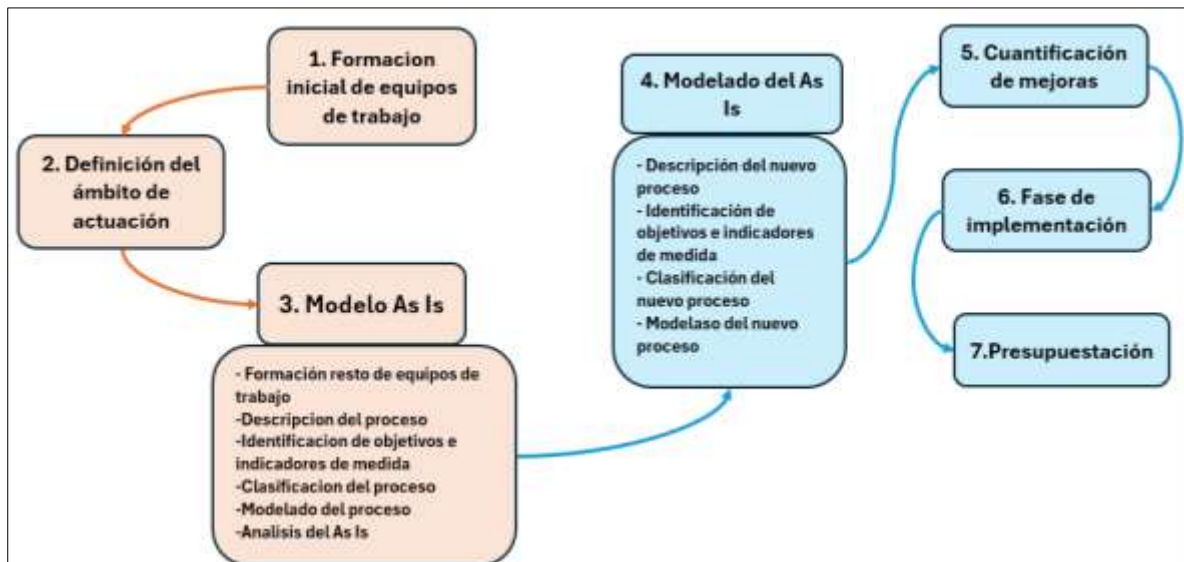 1. Formacion
inicial de equipos
de trabajo
2. Definición del
ámbito de
actuación
3. Modelo As Is
- Formación resto de equipos de
trabajo
-Descripcion del proceso
-Identificacion de objetivos e
indicadores de medida
-Clasificacion del proceso
-Modelado del proceso
-Analisis del As Is
4. Modelado del As
Is
- Descripción del nuevo
proceso
- Identificación de
objetivos e indicadores
de medida
- Clasificación del
nuevo proceso
- Modelaso del nuevo
proceso
5. Cuantificación
de mejoras
6. Fase de
implementación
7.Presupuestación